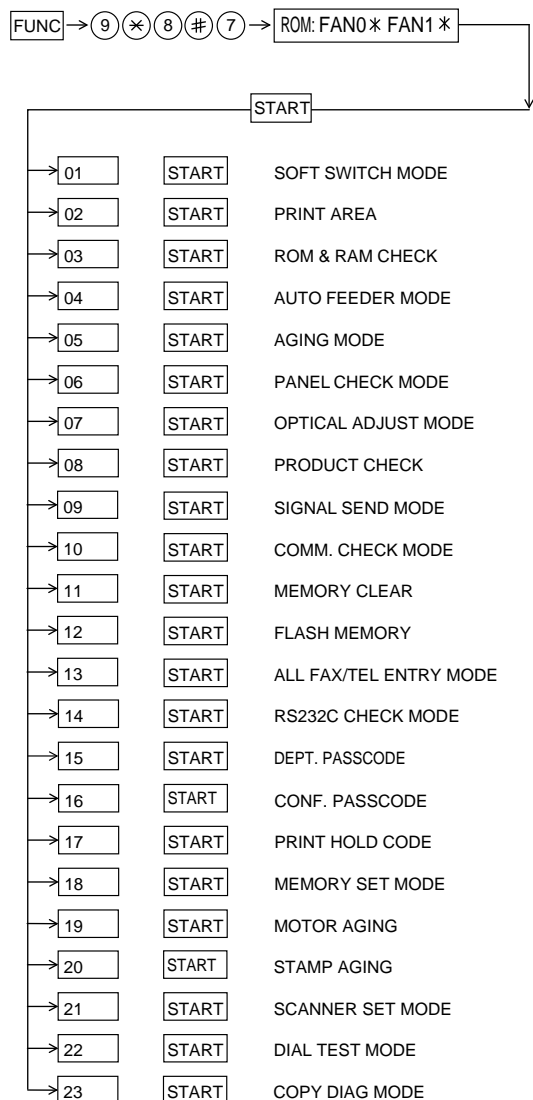 FUNC 9 * 8 # 7 ROM: FAN0* FAN1*
START
01 START SOFT SWITCH MODE
02 START PRINT AREA
03 START ROM & RAM CHECK
04 START AUTO FEEDER MODE
05 START AGING MODE
06 START PANEL CHECK MODE
07 START OPTICAL ADJUST MODE
08 START PRODUCT CHECK
09 START SIGNAL SEND MODE
10 START COMM. CHECK MODE
11 START MEMORY CLEAR
12 START FLASH MEMORY
13 START ALL FAX/TEL ENTRY MODE
14 START RS232C CHECK MODE
15 START DEPT. PASSCODE
16 START CONF. PASSCODE
17 START PRINT HOLD CODE
18 START MEMORY SET MODE
19 START MOTOR AGING
20 START STAMP AGING
21 START SCANNER SET MODE
22 START DIAL TEST MODE
23 START COPY DIAG MODE